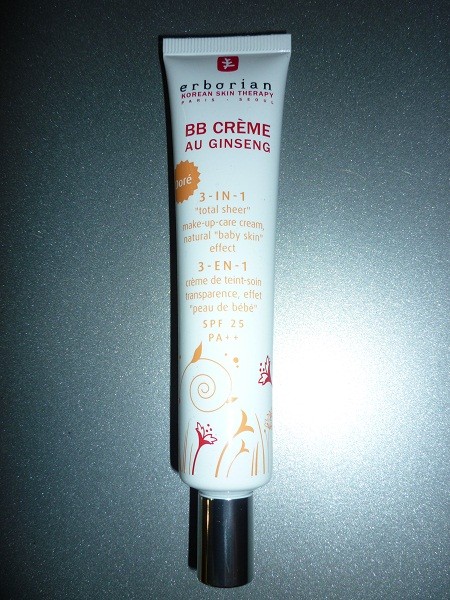 erborian
KOREAN SKIN THERAPY
PARIS - SEOUL
BB CRÈME
AU GINSENG
Doré
3-IN-1
"total sheer"
make-up-care cream,
natural "baby skin"
effect
3-EN-1
crème de teint-soin
transparence, effet
"peau de bébé"
SPF 25
PA++